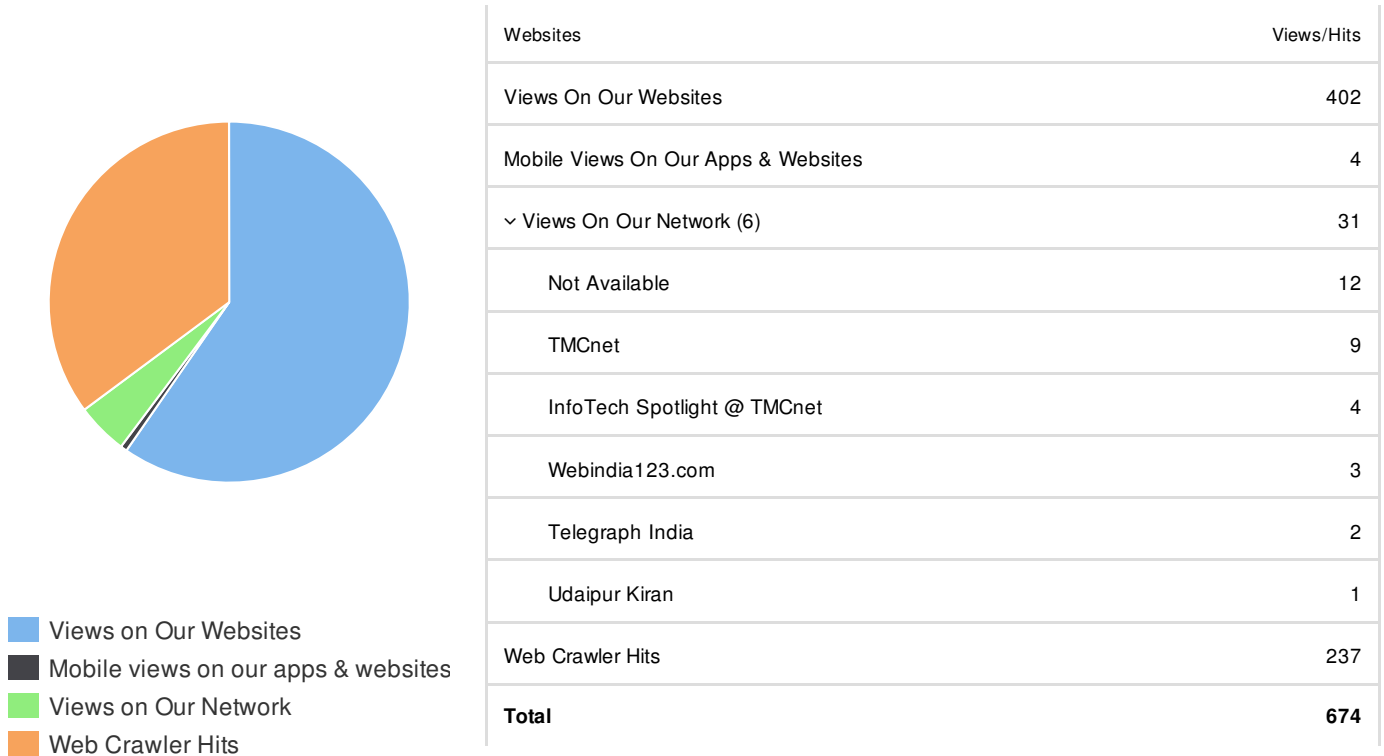 Websites Views/Hits
Views On Our Websites 402
Mobile Views On Our Apps & Websites 4
Views On Our Network (6) 31
Not Available 12
TMCnet 9
InfoTech Spotlight @ TMCnet 4
Webindia123.com 3
Telegraph India 2
Udaipur Kiran 1
Web Crawler Hits 237
Total 674
Views on Our Websites
Mobile views on our apps & websites
Views on Our Network
Web Crawler Hits